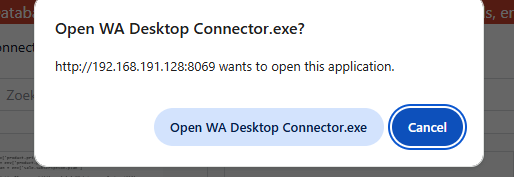 Open WA Desktop Connector.exe?
http://192.168.191.128:8069 wants to open this application.
Zoek
Open WA Desktop Connector.exe
Cancel